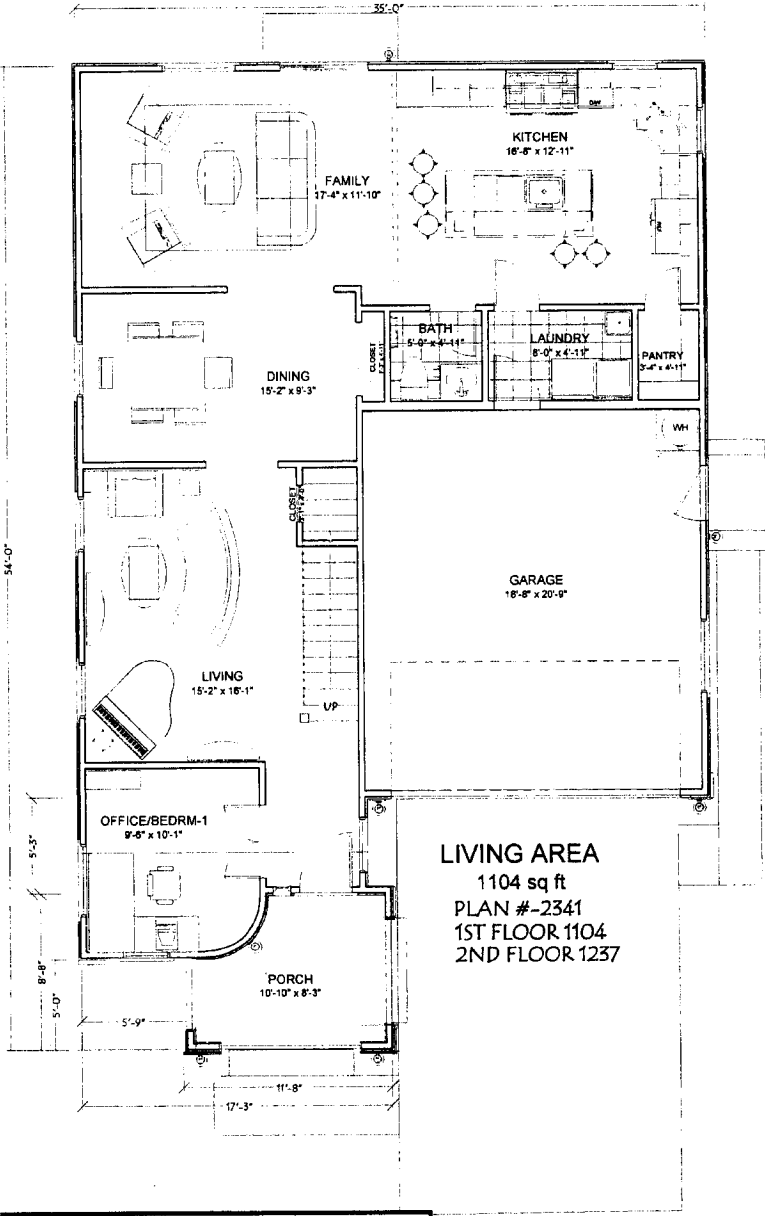 35'-0"
KITCHEN
16'-6" x 12'-11"
DW
FAMILY
17'-4" x 11'-10"
REF
BATH
5'-0" x 4'-11"
LAUNDRY
8'-0" x 4'-11"
PANTRY
3'-4" x 4'-11"
CLOSET
DINING
15'-2" x 9'-3"
WH
CLOSET
54'-0"
GARAGE
18'-8" x 20'-9"
LIVING
15'-2" x 16'-1"
UP
OFFICE/BEDRM-1
9'-6" x 10'-1"
5'-3"
LIVING AREA
1104 sq ft
PLAN #-2341
1ST FLOOR 1104
2ND FLOOR 1237
8'-8"
5'-0"
PORCH
10'-10" x 8'-3"
5'-9"
11'-8"
17'-3"